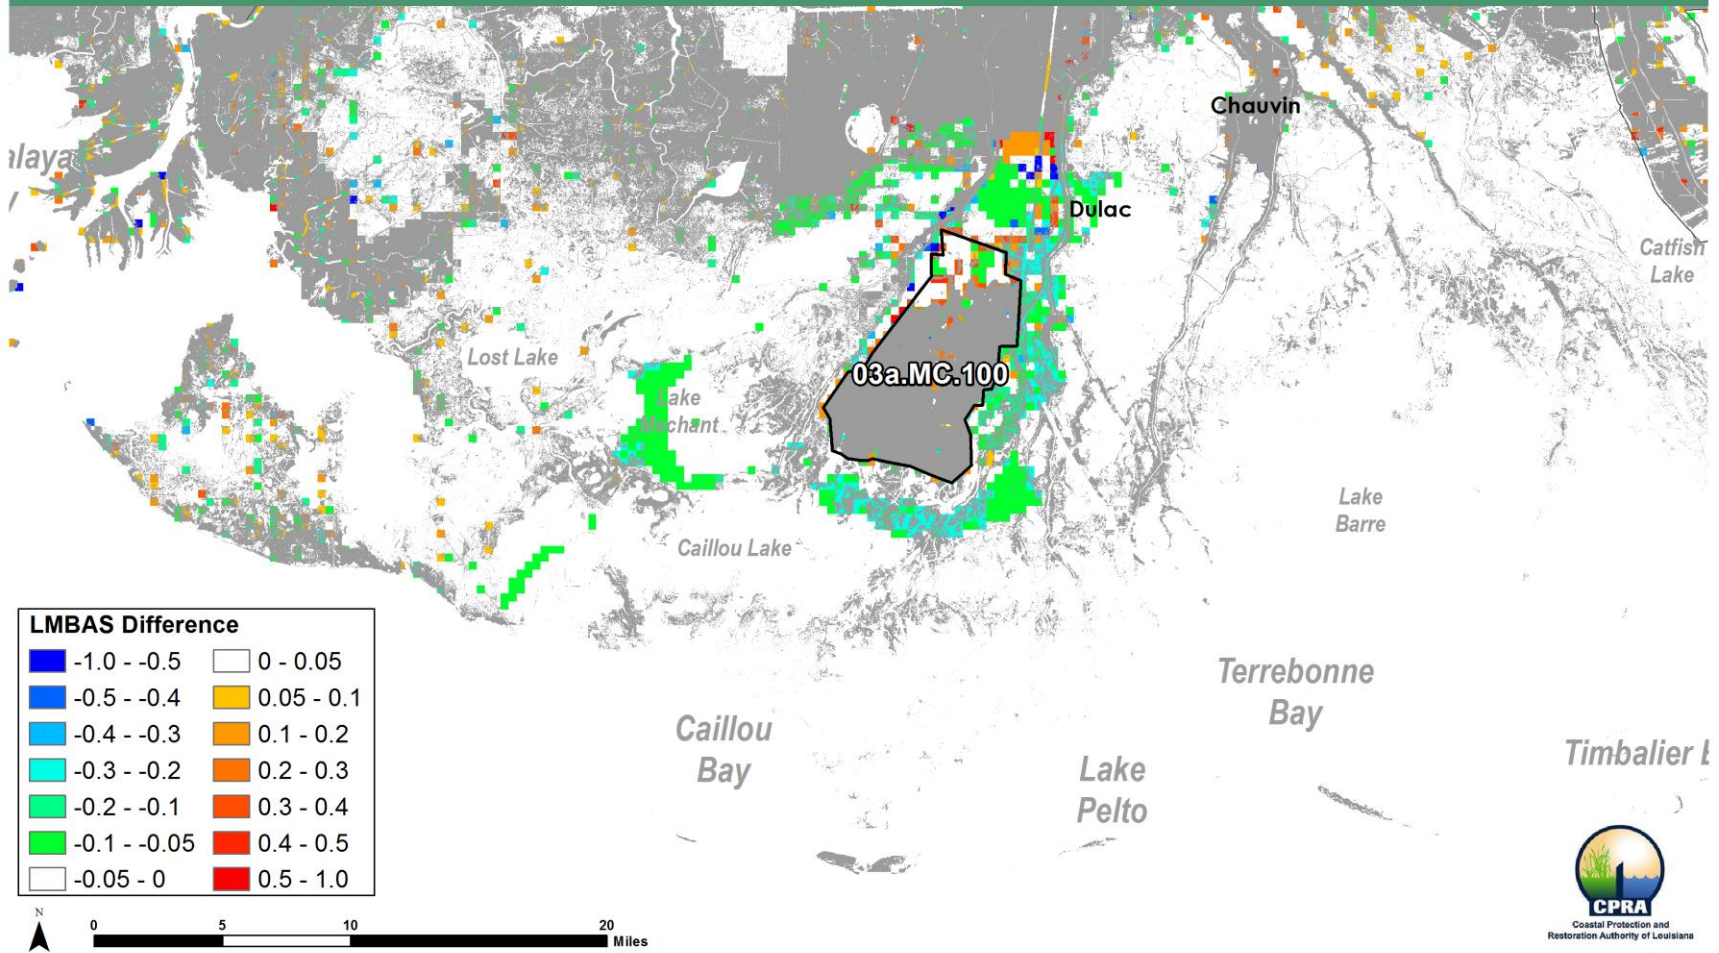 Chauvin
alaya
Dulac
Catfish
Lake
Lost Lake
03a.MC.100
Lake
Mechant
Lake
Barre
Caillou Lake
LMBAS Difference
-1.0 - -0.5
0 - 0.05
-0.5 - -0.4
0.05 - 0.1
-0.4 - -0.3
0.1 - 0.2
-0.3 - -0.2
0.2 - 0.3
-0.2 - -0.1
0.3 - 0.4
-0.1 - -0.05
0.4 - 0.5
-0.05 - 0
0.5 - 1.0
Terrebonne
Bay
Caillou
Bay
Timbalier
Lake
Pelto
N
0 5 10 20
Miles
CPRA
Coastal Protection and
Restoration Authority of Louisiana